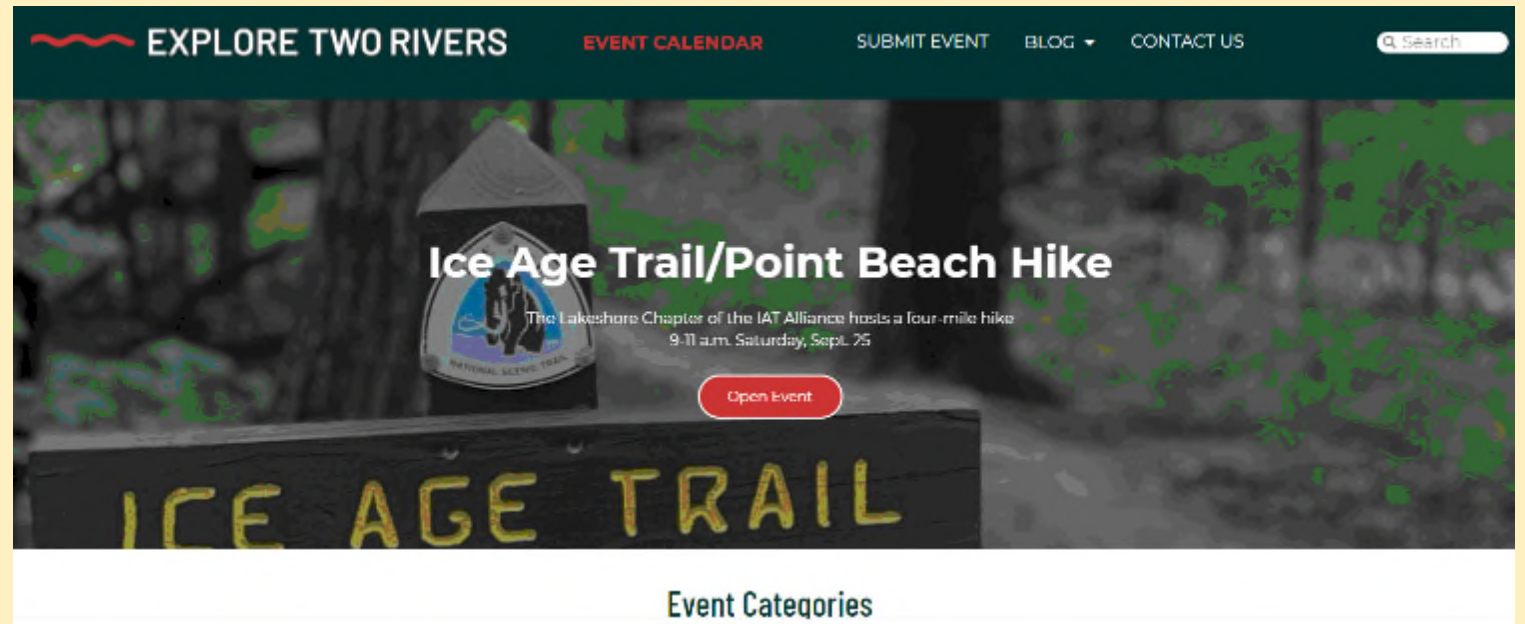 EXPLORE TWO RIVERS
EVENT CALENDAR
SUBMIT EVENT
BLOG
CONTACT US
Search
Ice Age Trail/Point Beach Hike
The Lakeshore Chapter of the IAT Alliance hosts a four-mile hike
9-11 a.m. Saturday, Sept. 25
NATIONAL SCENIC TRAIL
Open Event
ICE AGE TRAIL
Event Categories